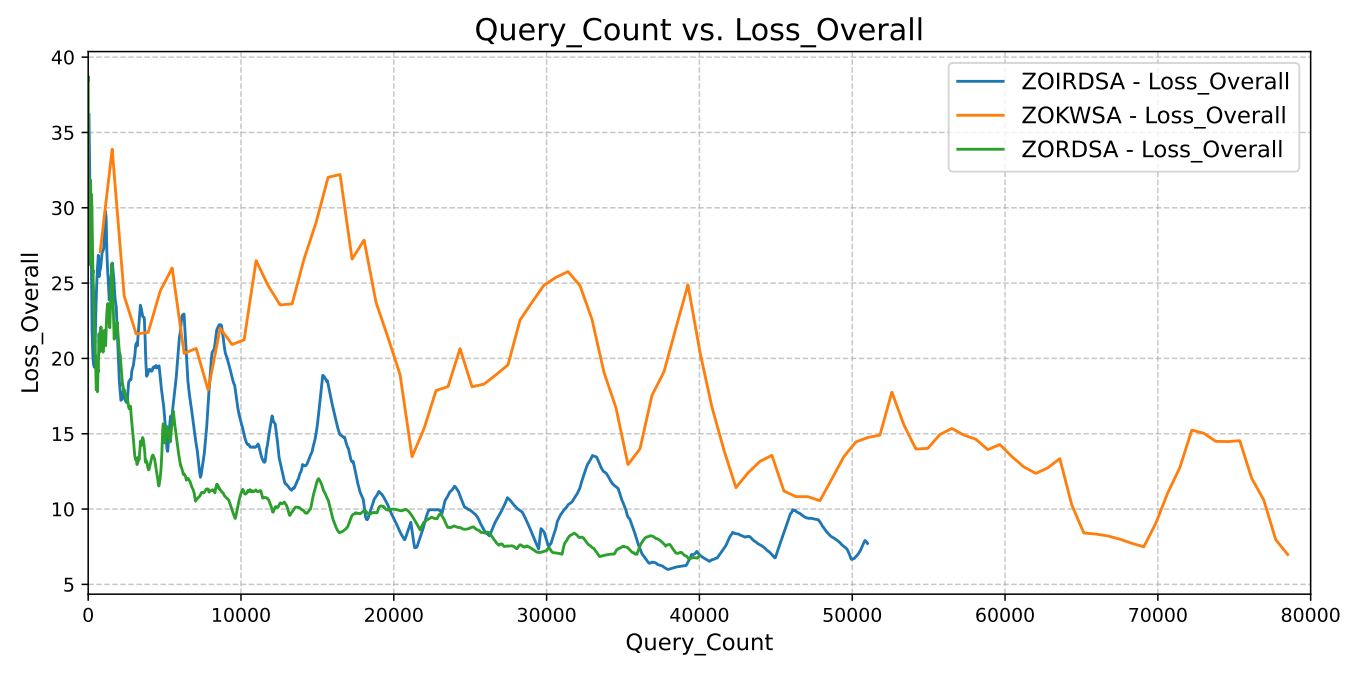 Query_Count vs. Loss_Overall
ZOIRDSA - Loss_Overall
ZOKWSA - Loss_Overall
ZORDSA - Loss_Overall
Loss_Overall
40
35
30
25
20
15
10
5
0 10000 20000 30000 40000 50000 60000 70000 80000
Query_Count